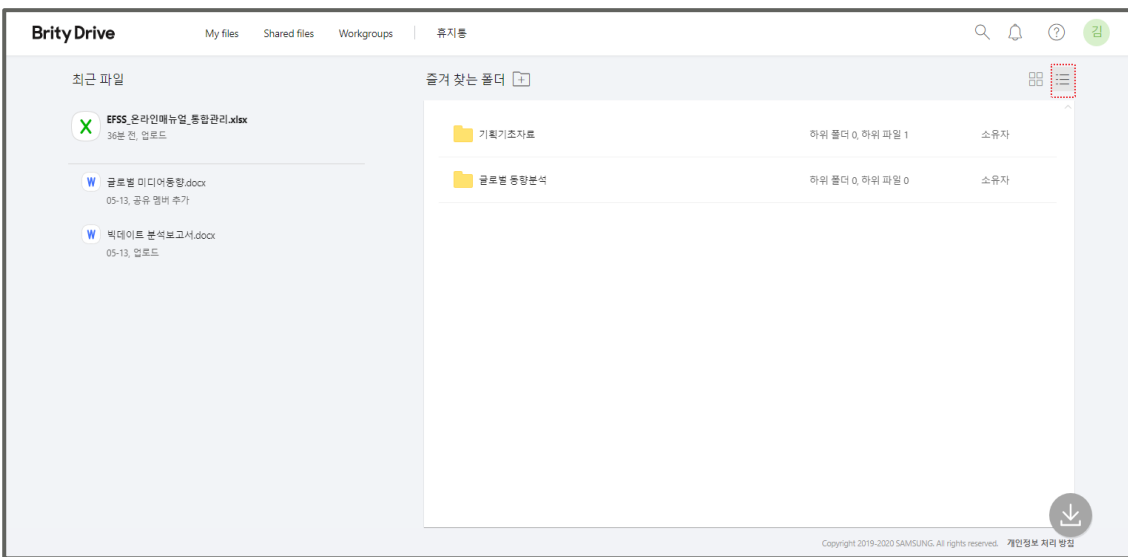 Brity Drive My files Shared files Workgroups 휴지통 김
최근 파일
EFSS_온라인매뉴얼_통합관리.xlsx
36분 전, 업로드
글로벌 미디어동향.docx
05-13, 공유 멤버 추가
빅데이트 분석보고서.docx
05-13, 업로드
즐겨 찾는 폴더
기획기초자료 하위 폴더 0, 하위 파일 1 소유자
글로벌 동향분석 하위 폴더 0, 하위 파일 0 소유자
Copyright 2019-2020 SAMSUNG. All rights reserved. 개인정보 처리 방침